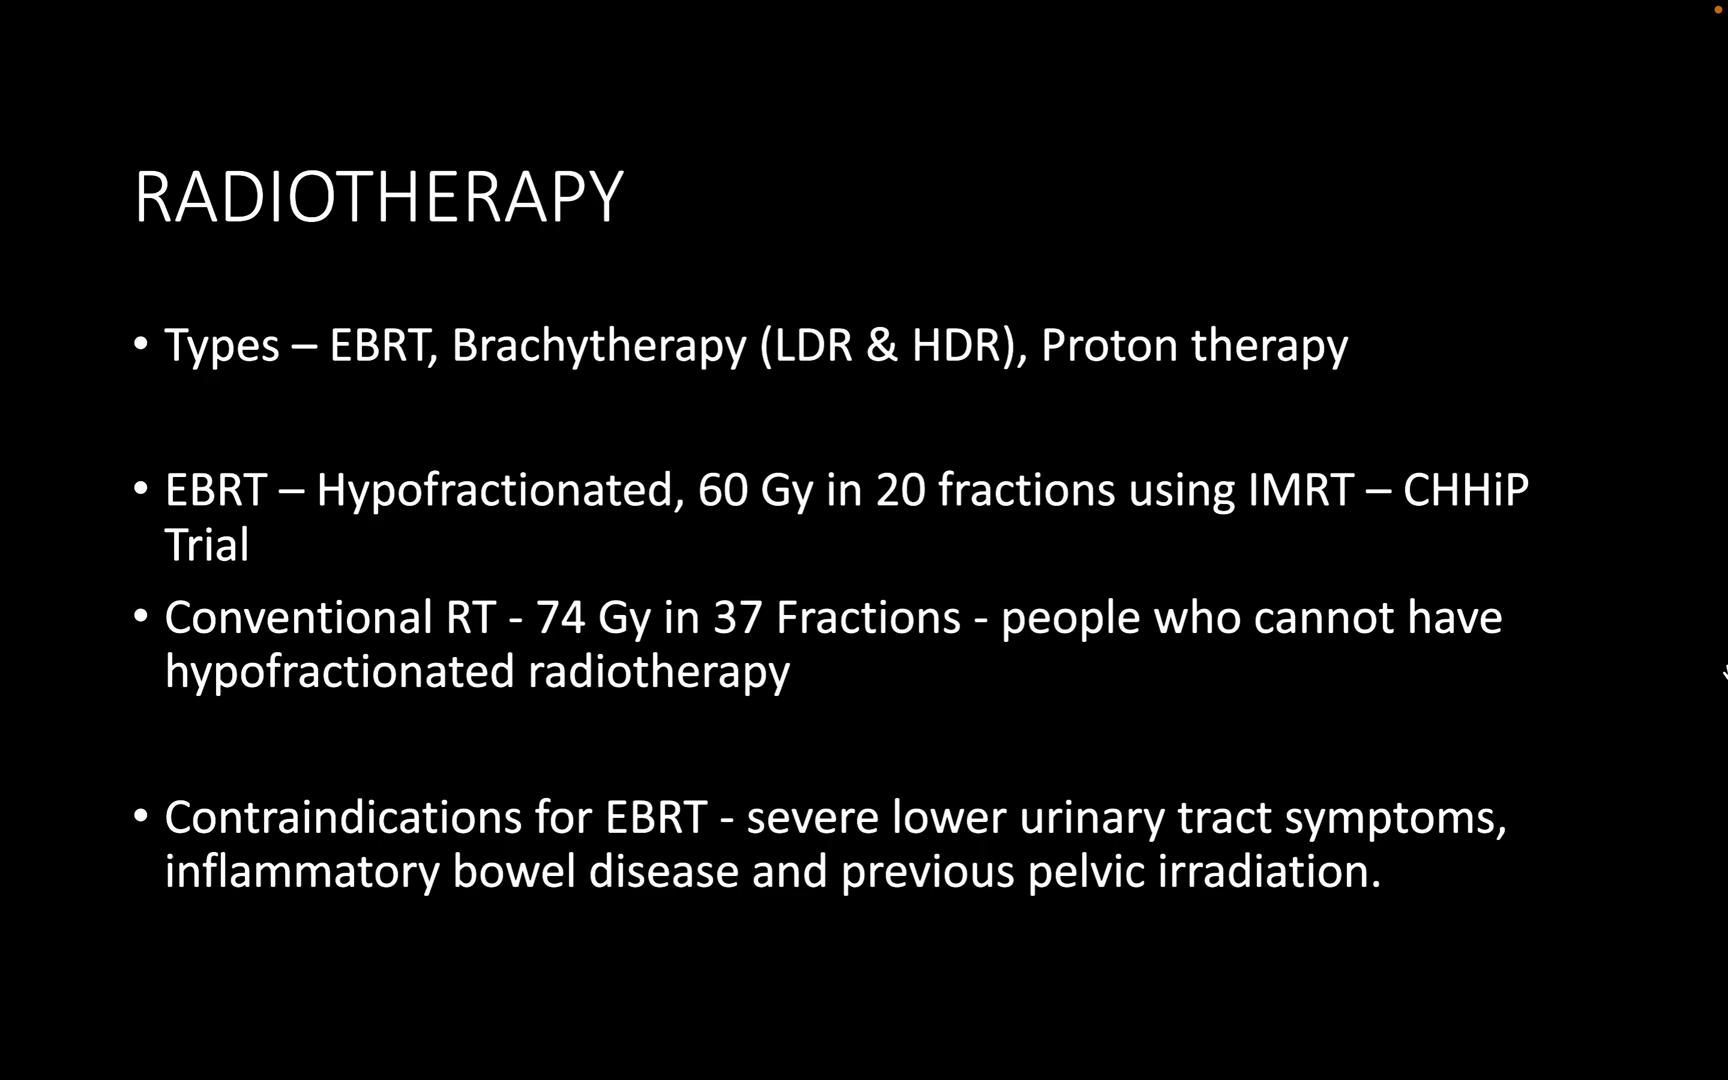 RADIOTHERAPY
• Types – EBRT, Brachytherapy (LDR & HDR), Proton therapy
• EBRT – Hypofractionated, 60 Gy in 20 fractions using IMRT – CHHiP
Trial
• Conventional RT - 74 Gy in 37 Fractions - people who cannot have
hypofractionated radiotherapy
• Contraindications for EBRT - severe lower urinary tract symptoms,
inflammatory bowel disease and previous pelvic irradiation.